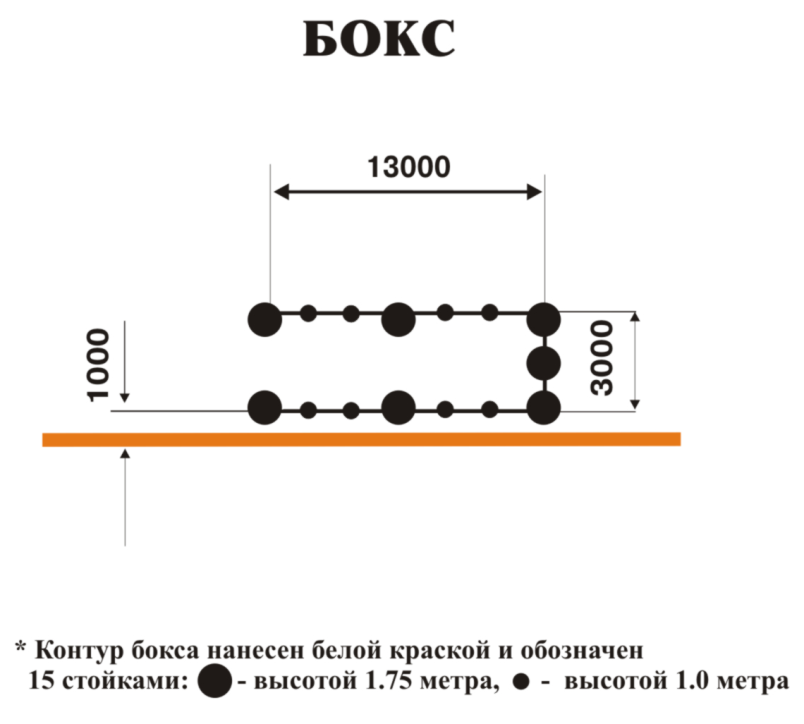 БОКС
13000
1000
3000
* Контур бокса нанесен белой краской и обозначен
15 стойками: - высотой 1.75 метра, - высотой 1.0 метра